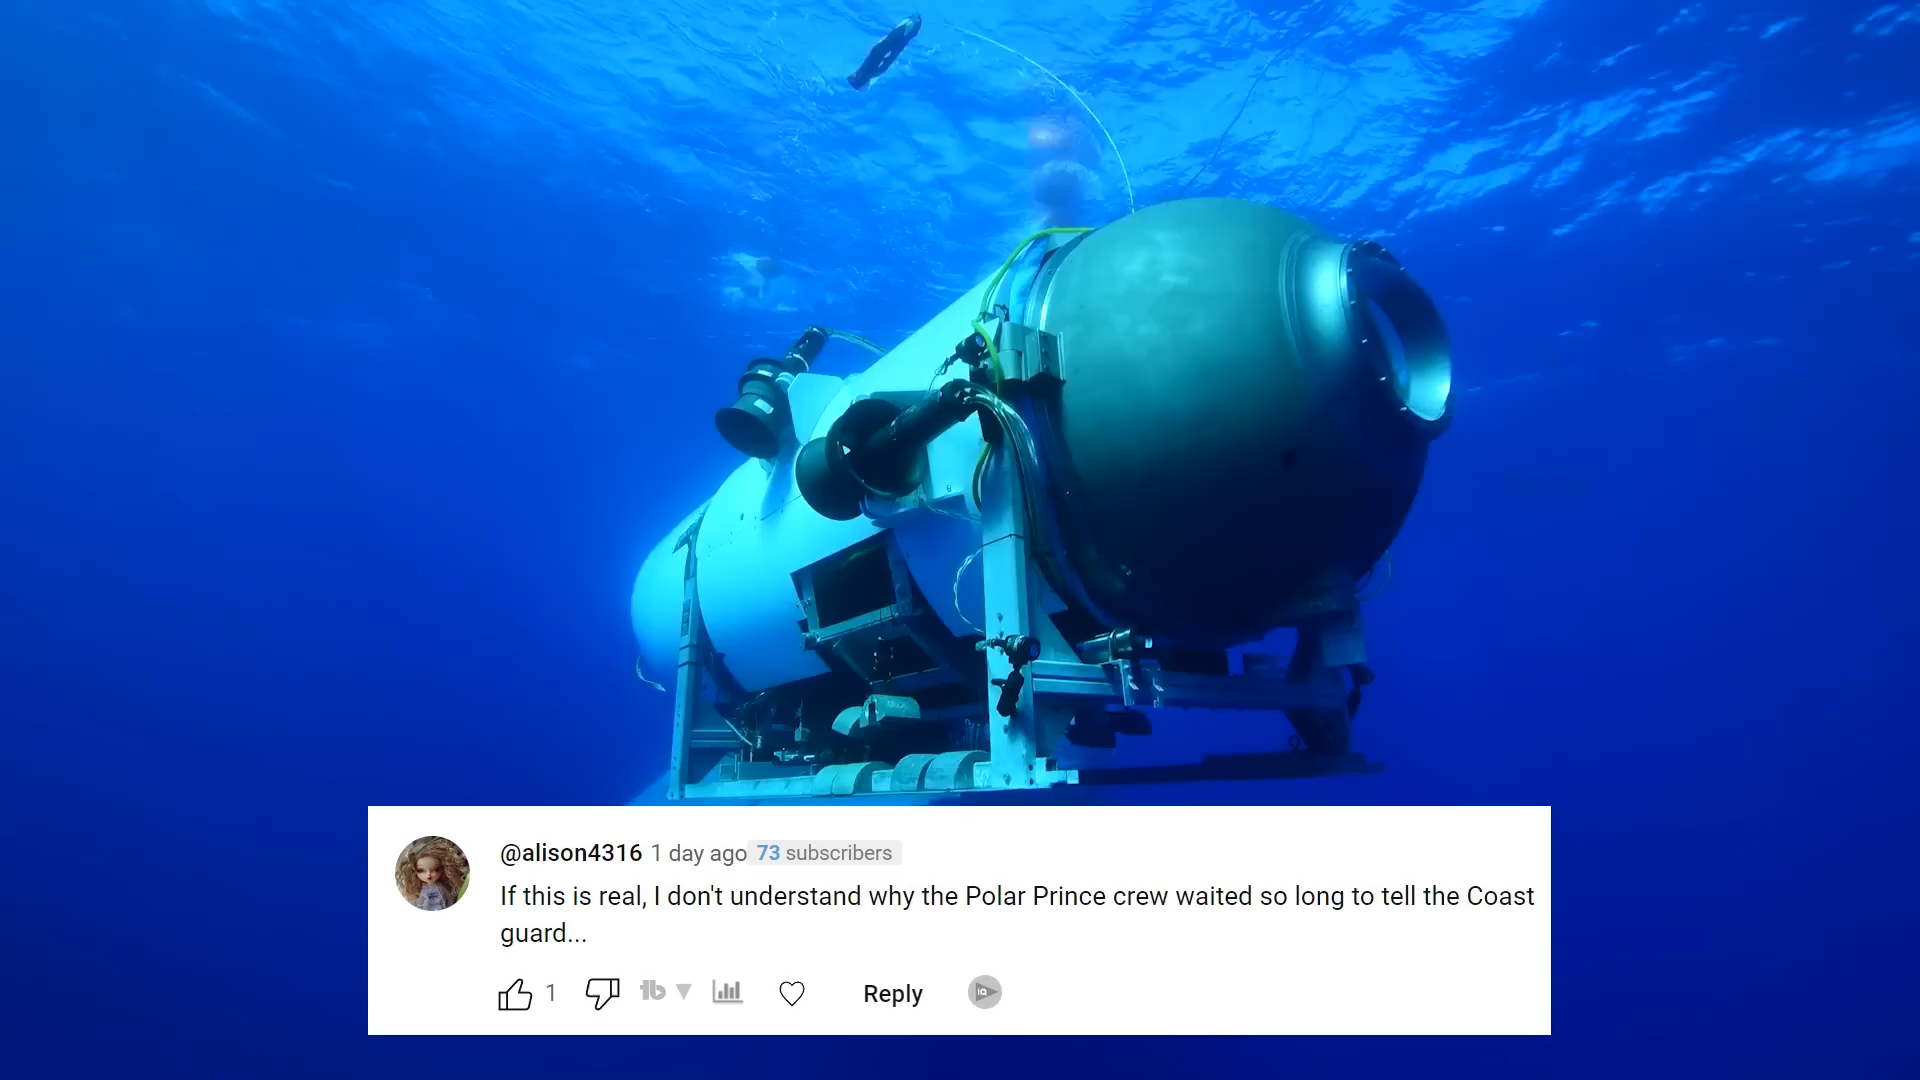 @alison4316 1 day ago 73 subscribers
If this is real, I don't understand why the Polar Prince crew waited so long to tell the Coast
guard...
1 Reply